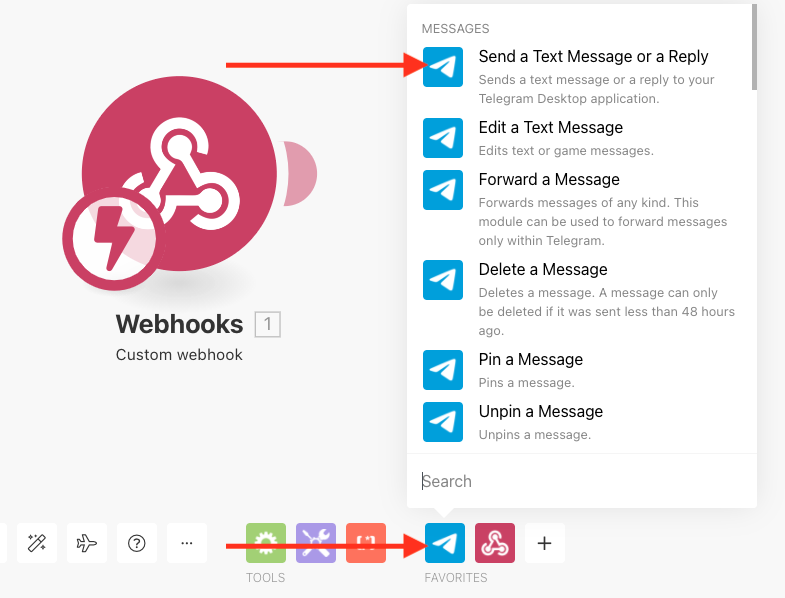 MESSAGES
Send a Text Message or a Reply
Sends a text message or a reply to your
Telegram Desktop application.
Edit a Text Message
Edits text or game messages.
Forward a Message
Forwards messages of any kind. This
module can be used to forward messages
only within Telegram.
Delete a Message
Deletes a message. A message can only
be deleted if it was sent less than 48 hours
ago.
Pin a Message
Pins a message.
Unpin a Message
Unpins a message.
Search
Webhooks 1
Custom webhook
TOOLS
FAVORITES